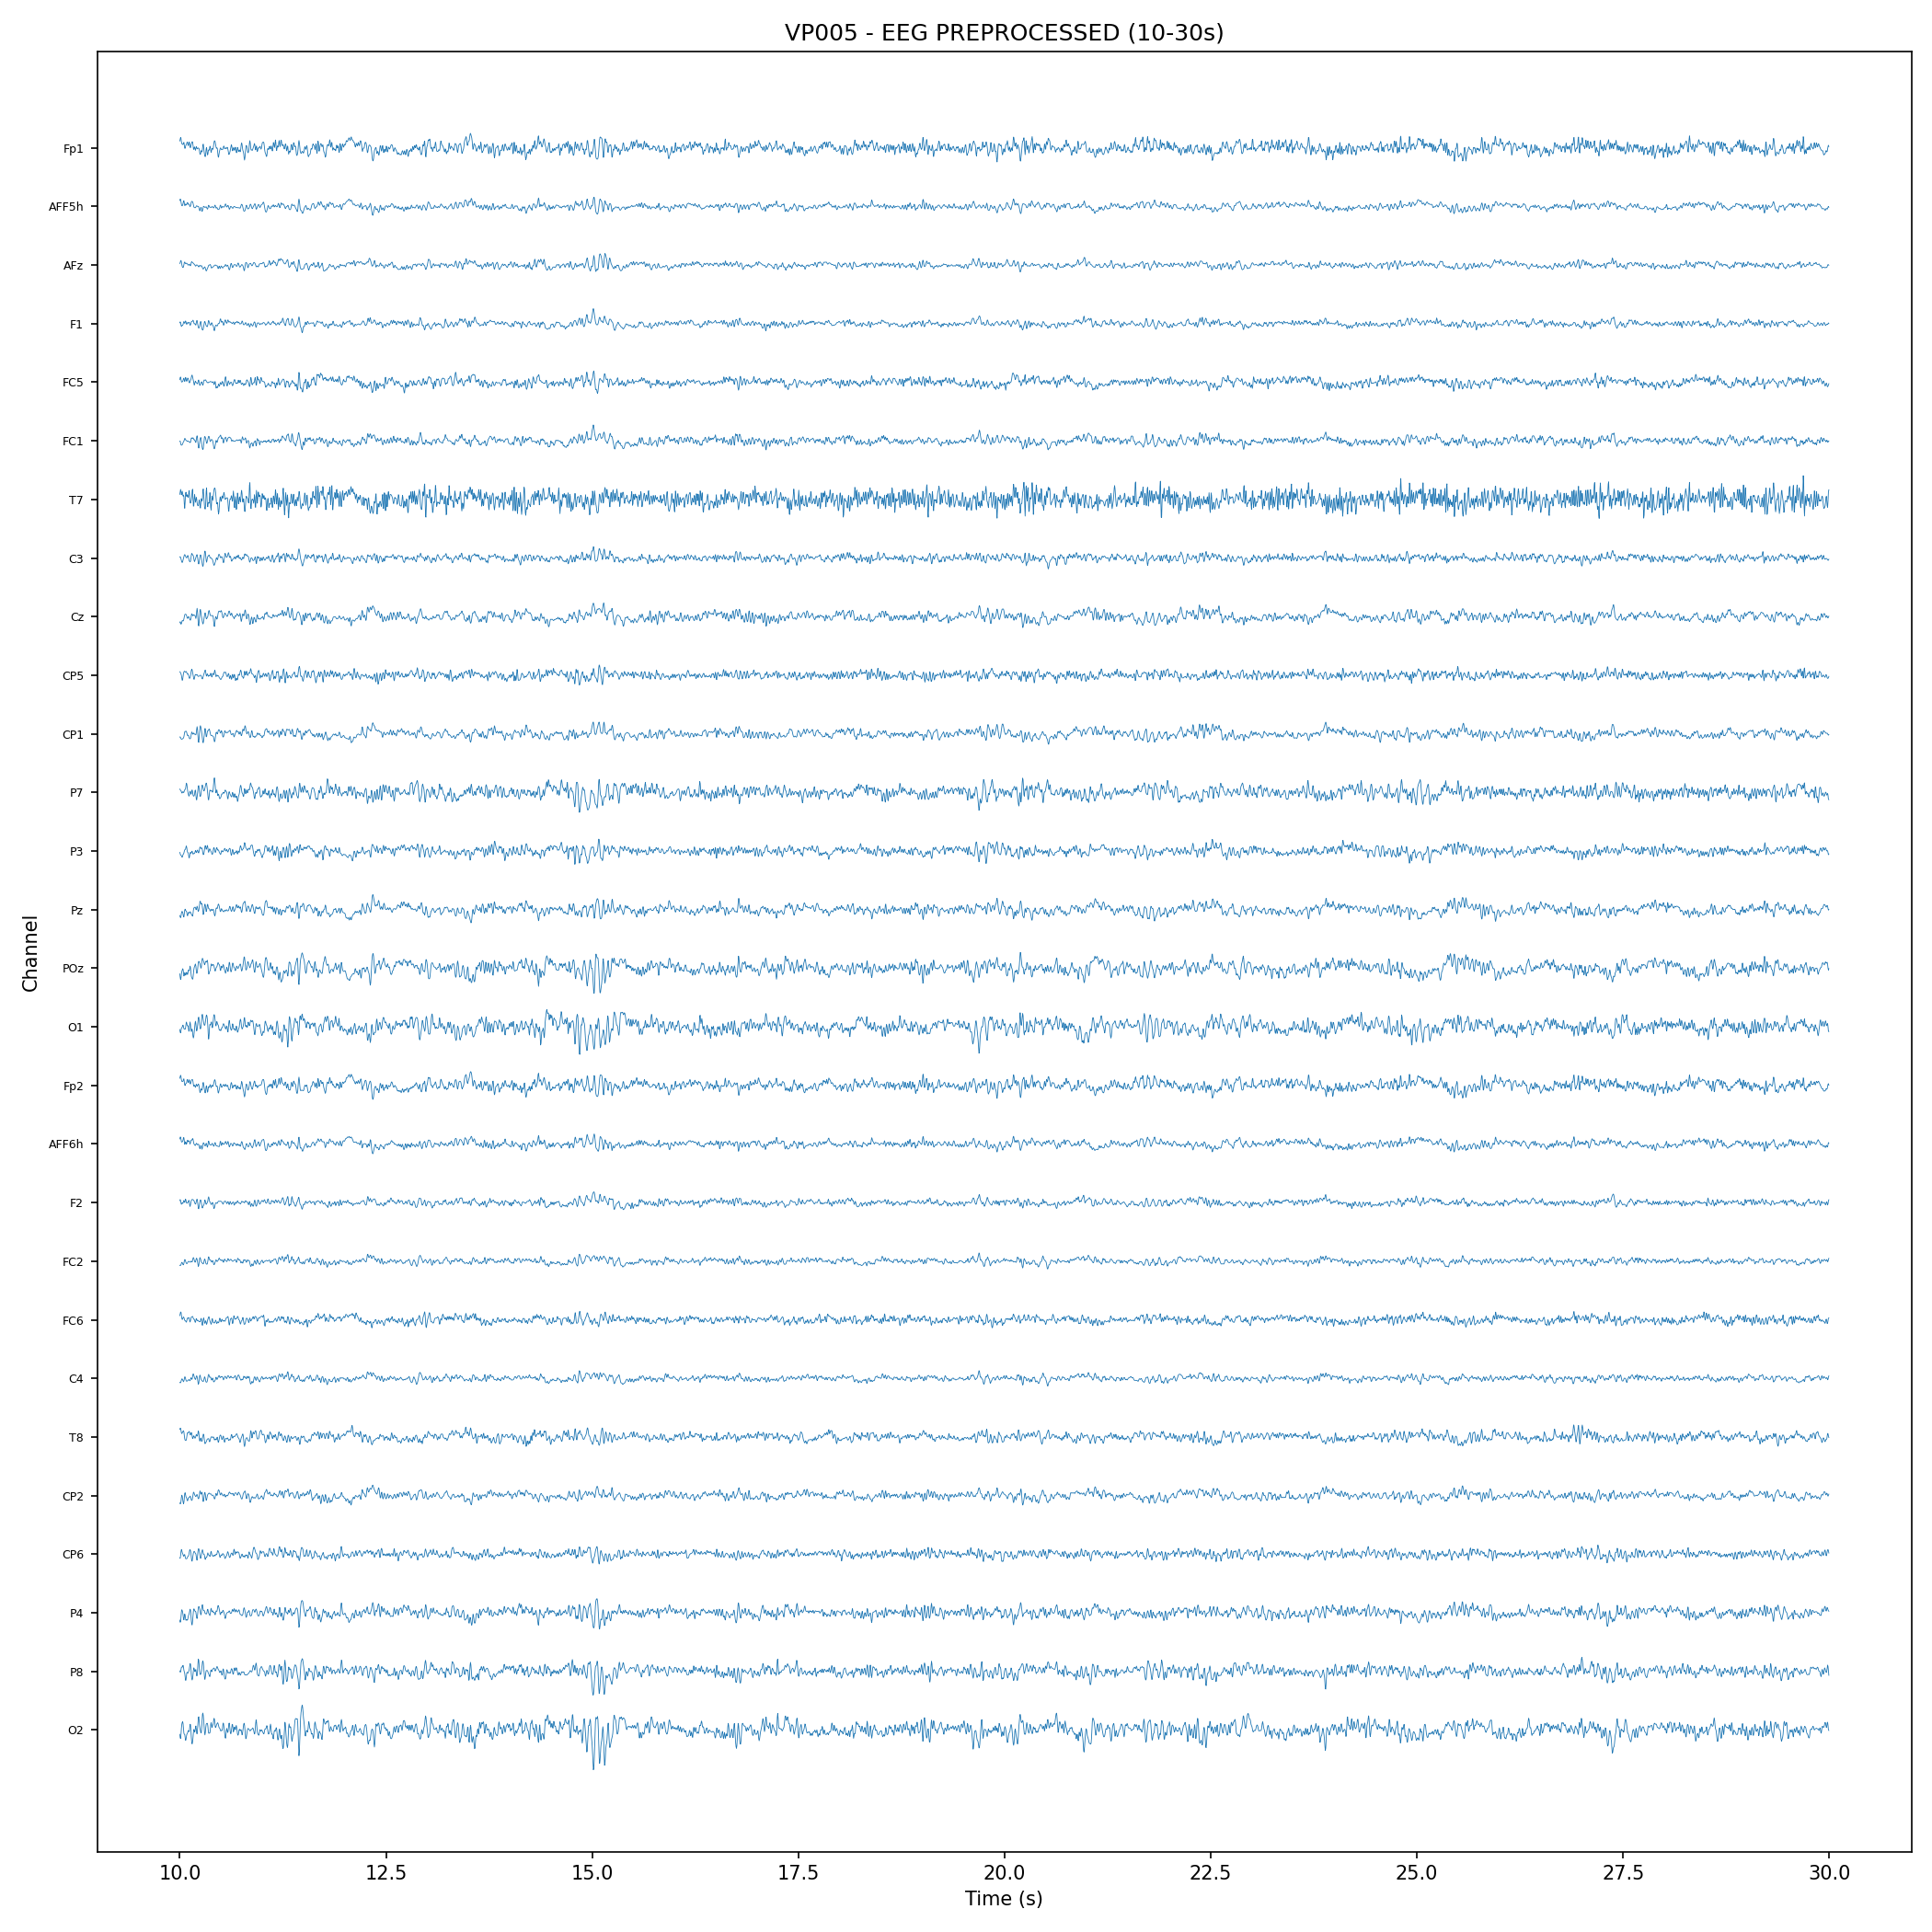 VP005 - EEG PREPROCESSED (10-30s)
Fp1
AFF5h
AFz
F1
FC5
FC1
T7
C3
Cz
CP5
CP1
P7
P3
Pz
POz
O1
Fp2
AFF6h
F2
FC2
FC6
C4
T8
CP2
CP6
P4
P8
O2
Channel
10.0 12.5 15.0 17.5 20.0 22.5 25.0 27.5 30.0
Time (s)